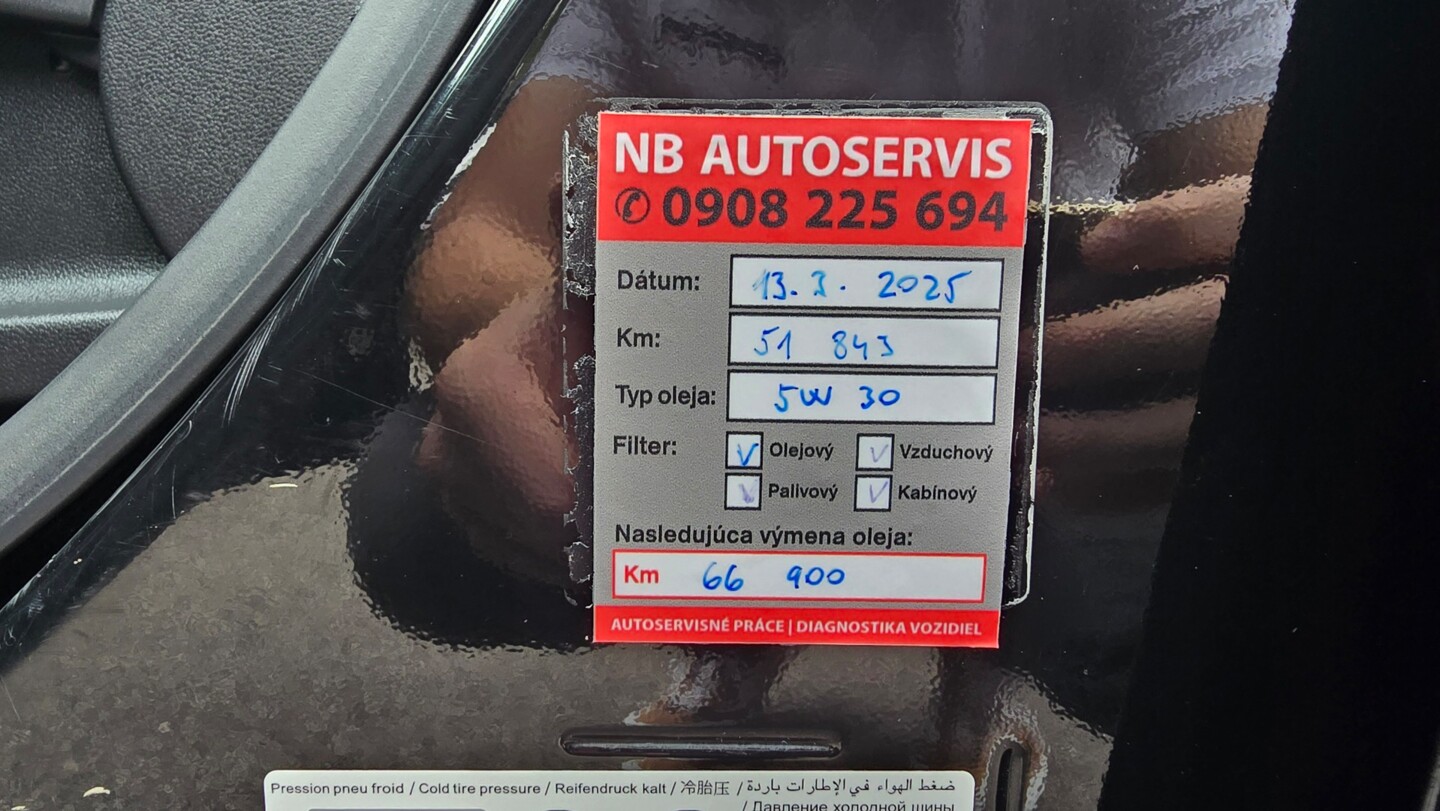 NB AUTOSERVIS
✆ 0908 225 694
Dátum: 13.3. 2025
Km: 51 843
Typ oleja: 5W 30
Filter: Olejový Vzduchový
Palivový Kabínový
Nasledujúca výmena oleja:
Km 66 900
AUTOSERVISNÉ PRÁCE | DIAGNOSTIKA VOZIDIEL
Pression pneu froid / Cold tire pressure / Reifendruck kalt / 冷胎压 / ضغط الهواء في الإطارات باردة
/ Давление холодной шины